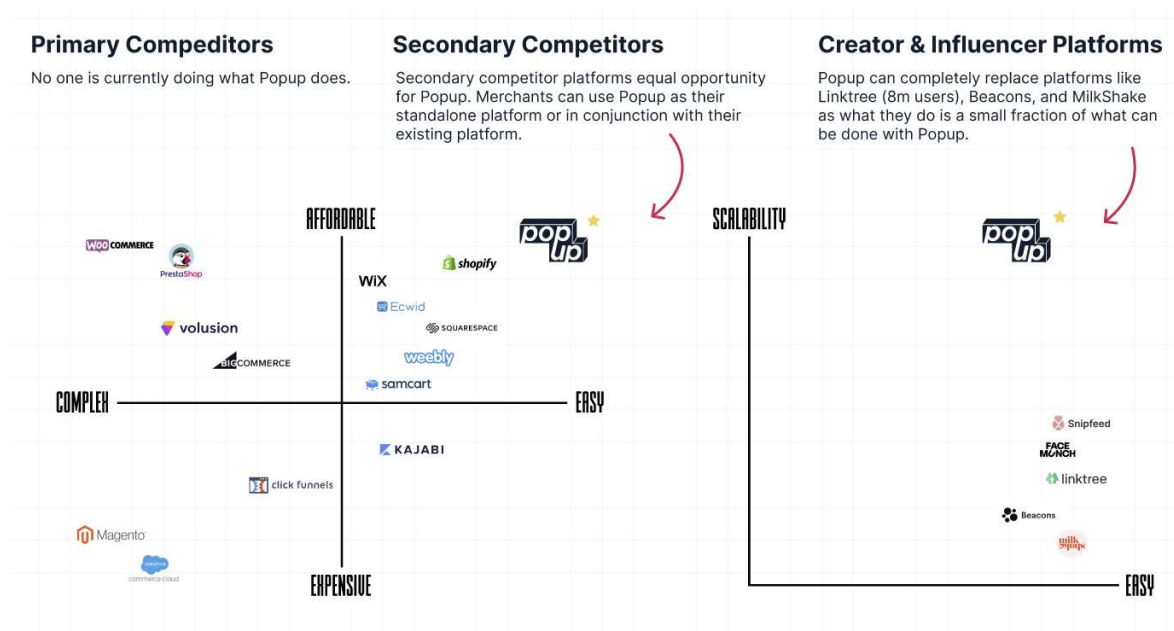 Primary Compeditors
No one is currently doing what Popup does.
Secondary Competitors
Secondary competitor platforms equal opportunity
for Popup. Merchants can use Popup as their
standalone platform or in conjunction with their
existing platform.
Creator & Influencer Platforms
Popup can completely replace platforms like
Linktree (8m users), Beacons, and MilkShake
as what they do is a small fraction of what can
be done with Popup.
AFFORDABLE
WOO COMMERCE
PrestaShop
pop
up
shopify
WiX
Ecwid
volusion
SQUARESPACE
BIGCOMMERCE
weebly
samcart
COMPLEX
EASY
KAJABI
click funnels
Magento
salesforce
commerce cloud
EXPENSIVE
SCALABILITY
pop
up
Snipfeed
FACE
MUNCH
linktree
Beacons
milk
shake
EASY